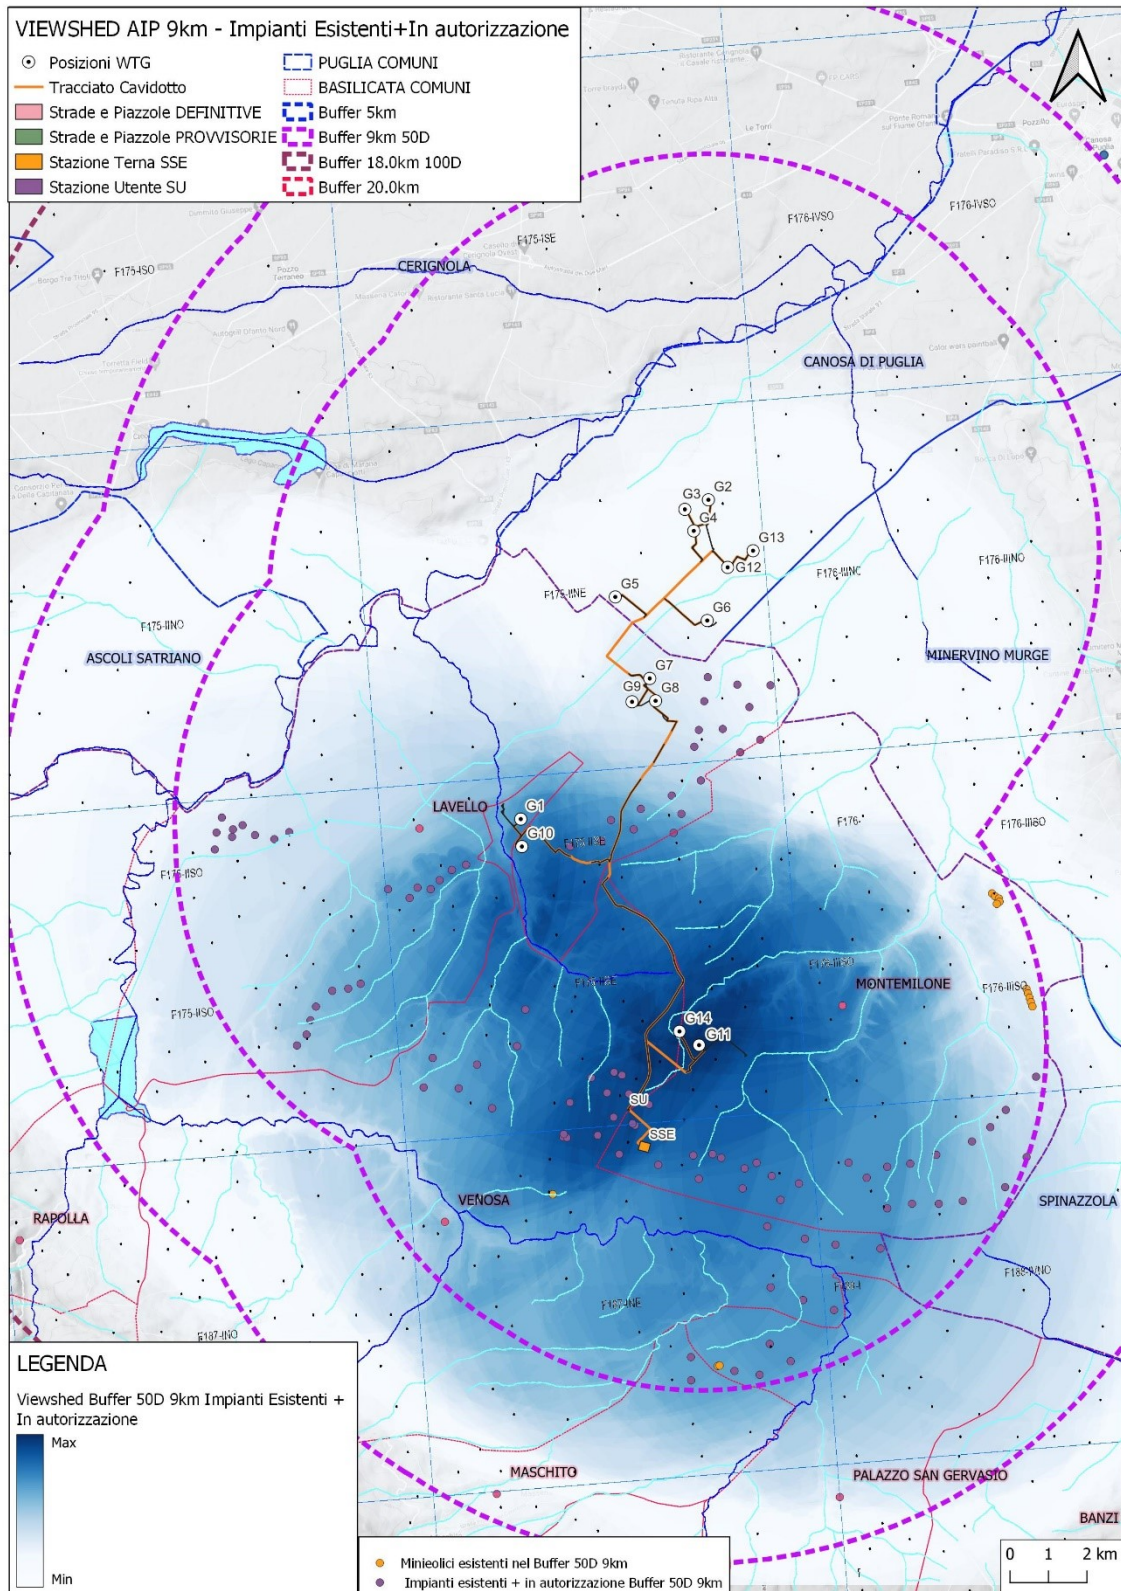 VIEWSHED AIP 9km - Impianti Esistenti+In autorizzazione
Posizioni WTG
Tracciato Cavidotto
Strade e Piazzole DEFINITIVE
Strade e Piazzole PROVVISORIE
Stazione Terna SSE
Stazione Utente SU
PUGLIA COMUNI
BASILICATA COMUNI
Buffer 5km
Buffer 9km 50D
Buffer 18.0km 100D
Buffer 20.0km
F176-IVSO
F176-IVSO
F175-ISE
F175-ISO
CERIGNOLA
CANOSA DI PUGLIA
G3
G2
G4
G13
G12
F176-IIINO
F175-IINE
G5
G6
F175-IINO
ASCOLI SATRIANO
MINERVINO MURGE
G7
G9
G8
LAVELLO
G1
G10
F176-IIISO
F175-IISO
MONTEMILONE
F176-IIISO
F175-IISO
G14
G11
SU
SSE
VENOSA
SPINAZZOLA
RAPOLLA
F188-IVNO
F187-INE
F187-INO
LEGENDA
Viewshed Buffer 50D 9km Impianti Esistenti +
In autorizzazione
Max
Min
MASCHITO
PALAZZO SAN GERVASIO
BANZI
0 1 2 km
Minieolici esistenti nel Buffer 50D 9km
Impianti esistenti + in autorizzazione Buffer 50D 9km